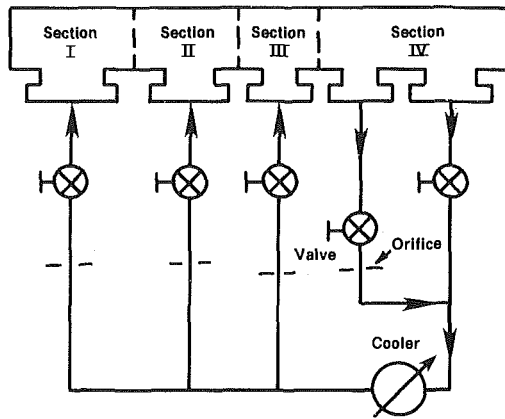 Section
I
Section
II
Section
III
Section
IV
Valve
Orifice
Cooler